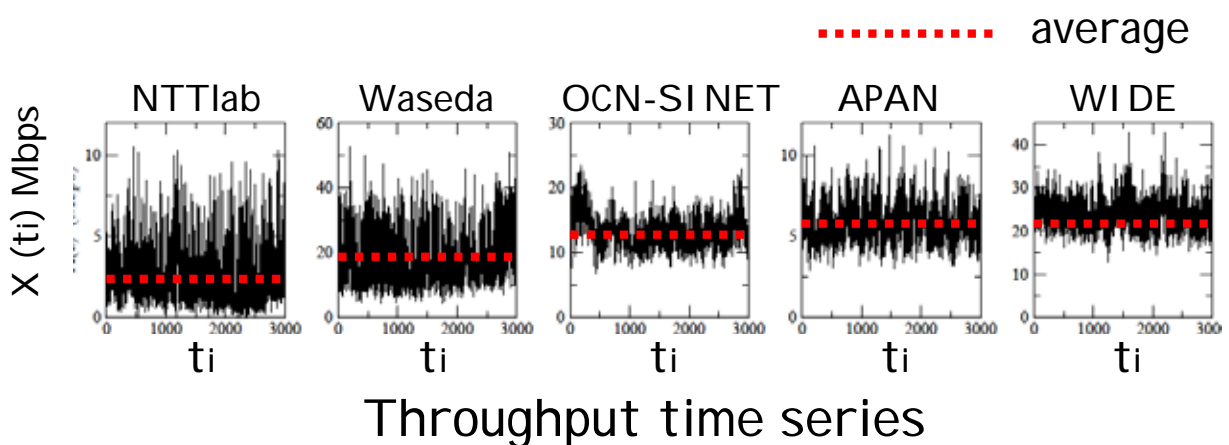 average
NTTlab Waseda OCN-SINET APAN WIDE
X (ti) Mbps
10 5 0
60 40 20 0
30 20 10 0
10 5 0
40 30 20 10 0
0 1000 2000 3000 0 1000 2000 3000 0 1000 2000 3000 0 1000 2000 3000 0 1000 2000 3000
ti ti ti ti ti
Throughput time series